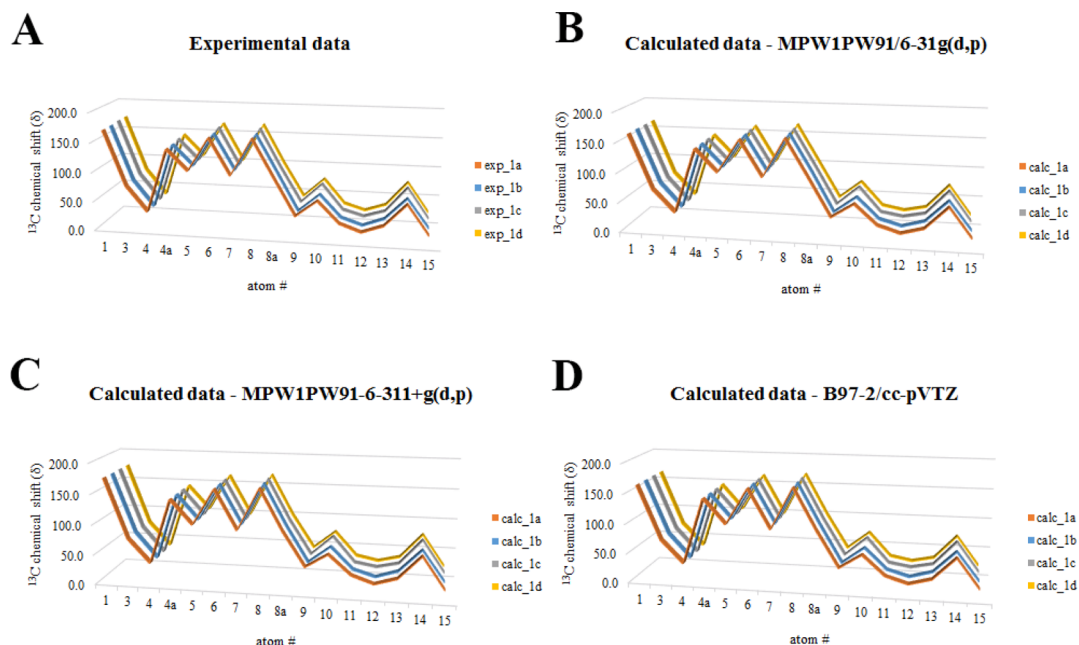 A
Experimental data
¹³C chemical shift (δ)
200.0
150.0
100.0
50.0
0.0
1 3 4 4a 5 6 7 8 8a 9 10 11 12 13 14 15
atom #
exp_1a
exp_1b
exp_1c
exp_1d
B
Calculated data - MPW1PW91/6-31g(d,p)
¹³C chemical shift (δ)
200.0
150.0
100.0
50.0
0.0
1 3 4 4a 5 6 7 8 8a 9 10 11 12 13 14 15
atom #
calc_1a
calc_1b
calc_1c
calc_1d
C
Calculated data - MPW1PW91-6-311+g(d,p)
¹³C chemical shift (δ)
200.0
150.0
100.0
50.0
0.0
1 3 4 4a 5 6 7 8 8a 9 10 11 12 13 14 15
atom #
calc_1a
calc_1b
calc_1c
calc_1d
D
Calculated data - B97-2/cc-pVTZ
¹³C chemical shift (δ)
200.0
150.0
100.0
50.0
0.0
1 3 4 4a 5 6 7 8 8a 9 10 11 12 13 14 15
atom #
calc_1a
calc_1b
calc_1c
calc_1d